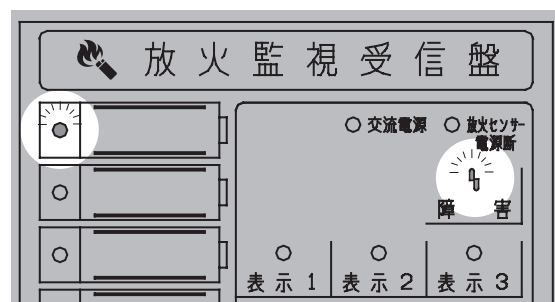 放火監視受信盤
交流電源
放火センサー
電源断
障害
表示1
表示2
表示3